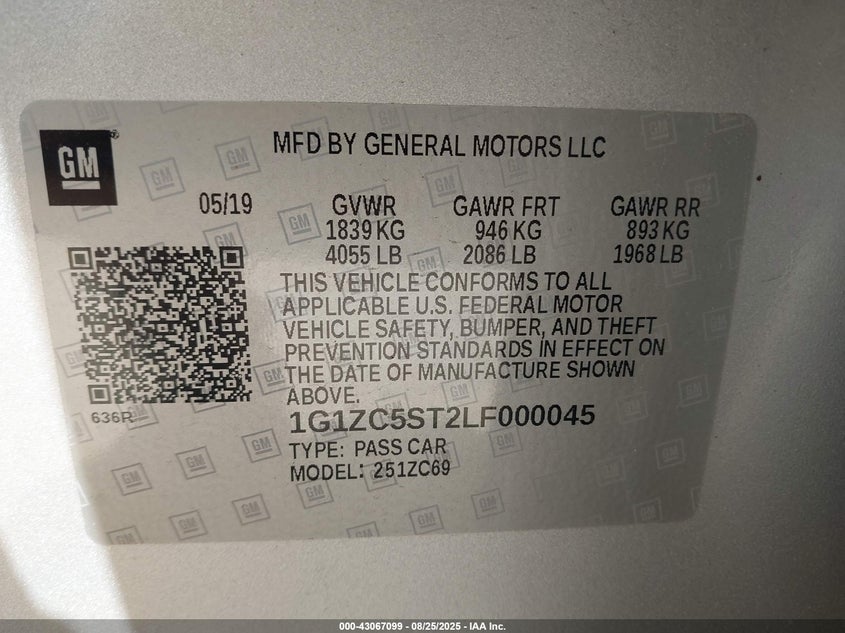 GM
MFD BY GENERAL MOTORS LLC
05/19 GVWR GAWR FRT GAWR RR
1839 KG 946 KG 893 KG
4055 LB 2086 LB 1968 LB
THIS VEHICLE CONFORMS TO ALL
APPLICABLE U.S. FEDERAL MOTOR
VEHICLE SAFETY, BUMPER, AND THEFT
PREVENTION STANDARDS IN EFFECT ON
THE DATE OF MANUFACTURE SHOWN
ABOVE.
636R
1G1ZC5ST2LF000045
TYPE: PASS CAR
MODEL: 251ZC69
000-43067099 - 08/25/2025 - IAA Inc.